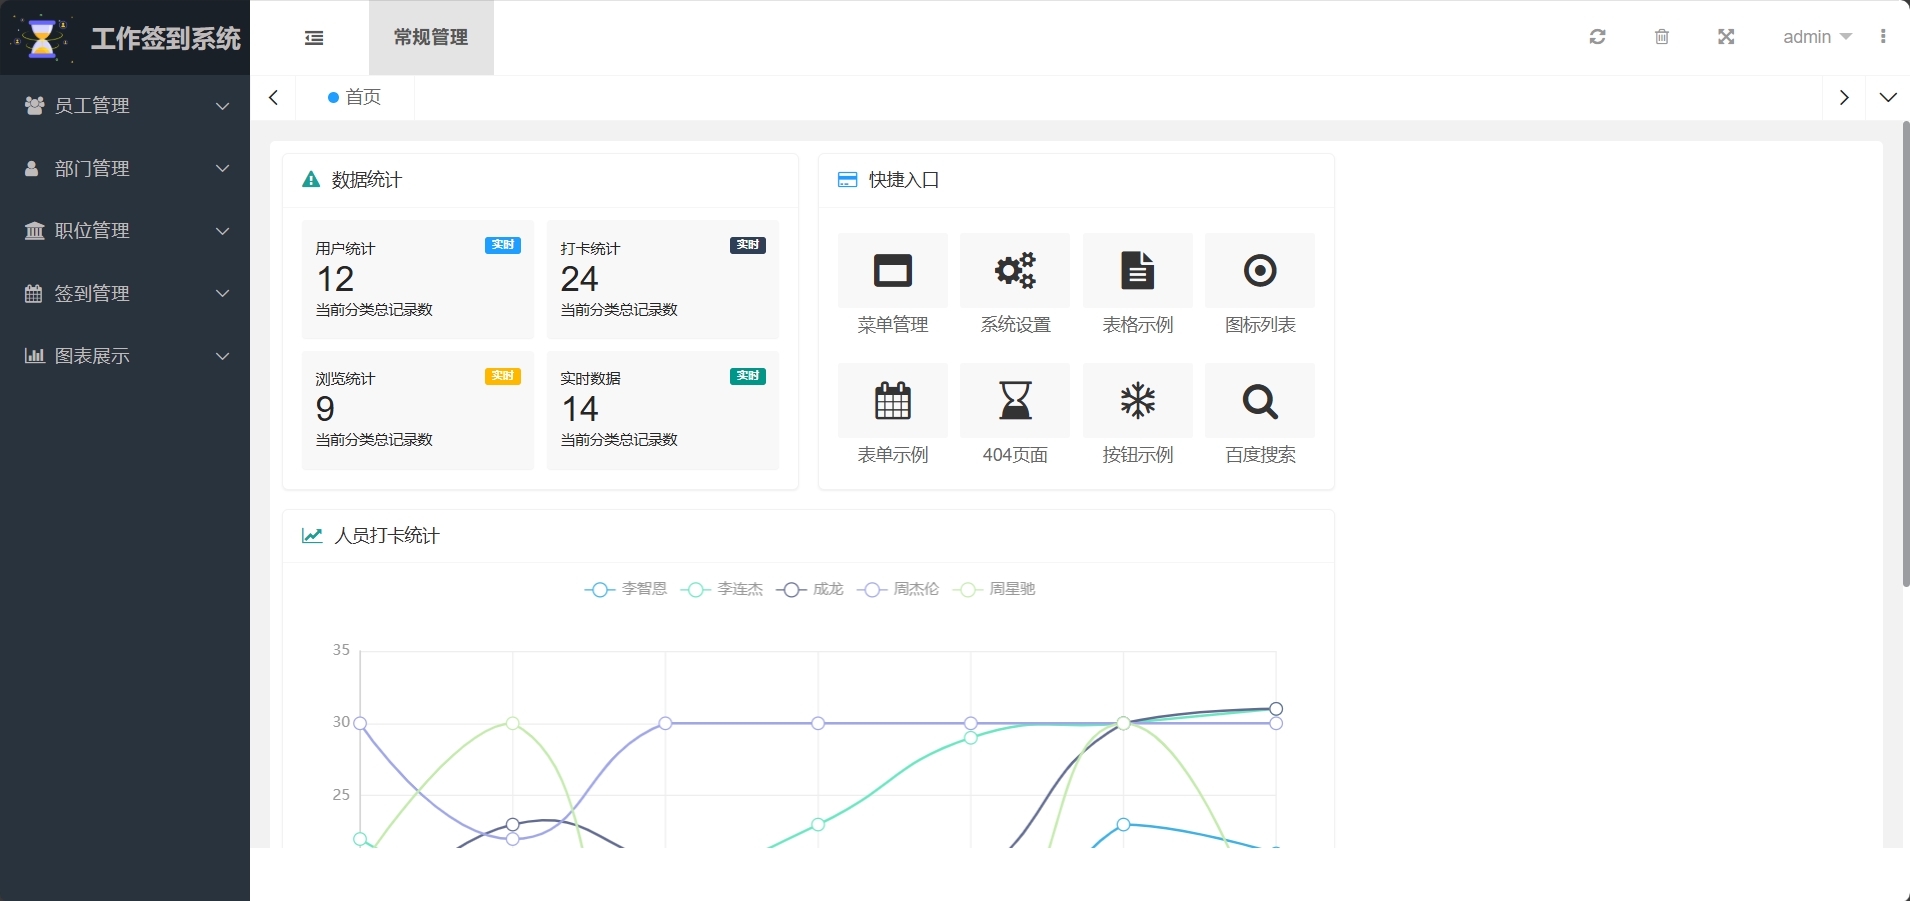 工作签到系统
常规管理
admin
员工管理
部门管理
职位管理
签到管理
图表展示
首页
数据统计
用户统计
实时
12
当前分类总记录数
打卡统计
实时
24
当前分类总记录数
浏览统计
实时
9
当前分类总记录数
实时数据
实时
14
当前分类总记录数
快捷入口
菜单管理
系统设置
表格示例
图标列表
表单示例
404页面
按钮示例
百度搜索
人员打卡统计
李智恩 李连杰 成龙 周杰伦 周星驰
35
30
25